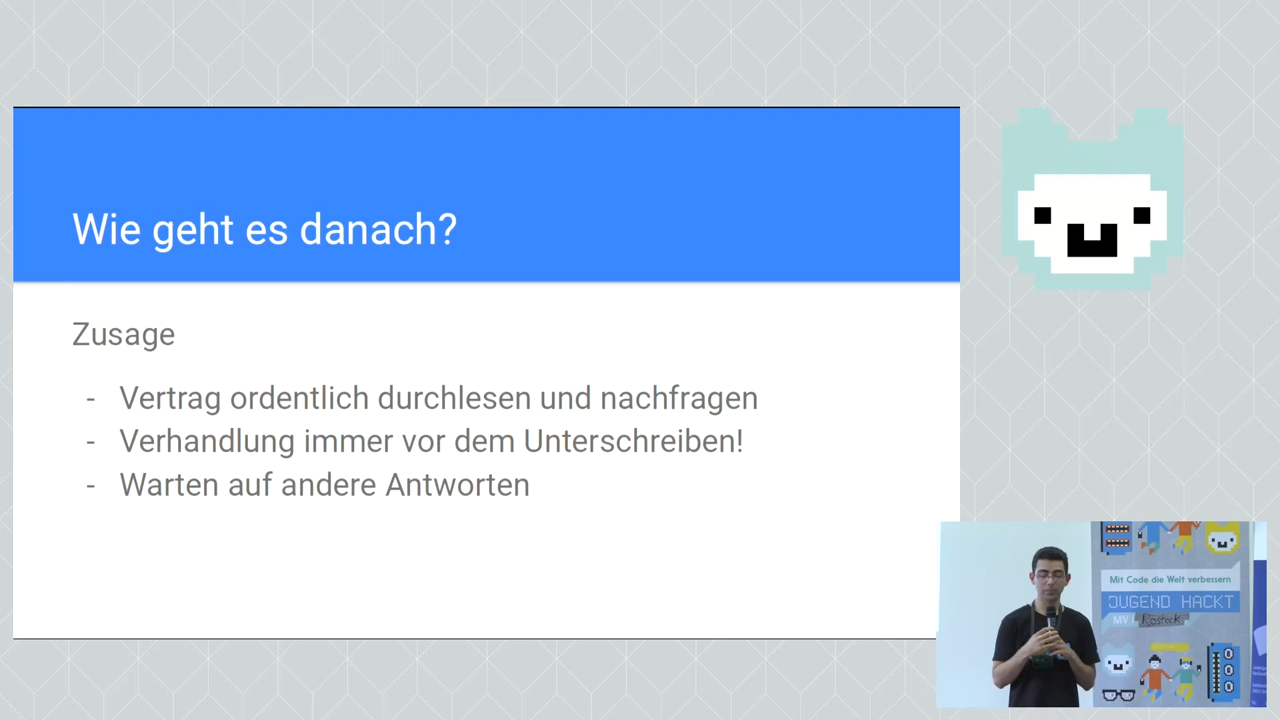 Wie geht es danach?
Zusage
- Vertrag ordentlich durchlesen und nachfragen
- Verhandlung immer vor dem Unterschreiben!
- Warten auf andere Antworten
Mit Code die Welt verbessern
JUGEND HACKT
MV | Rostock